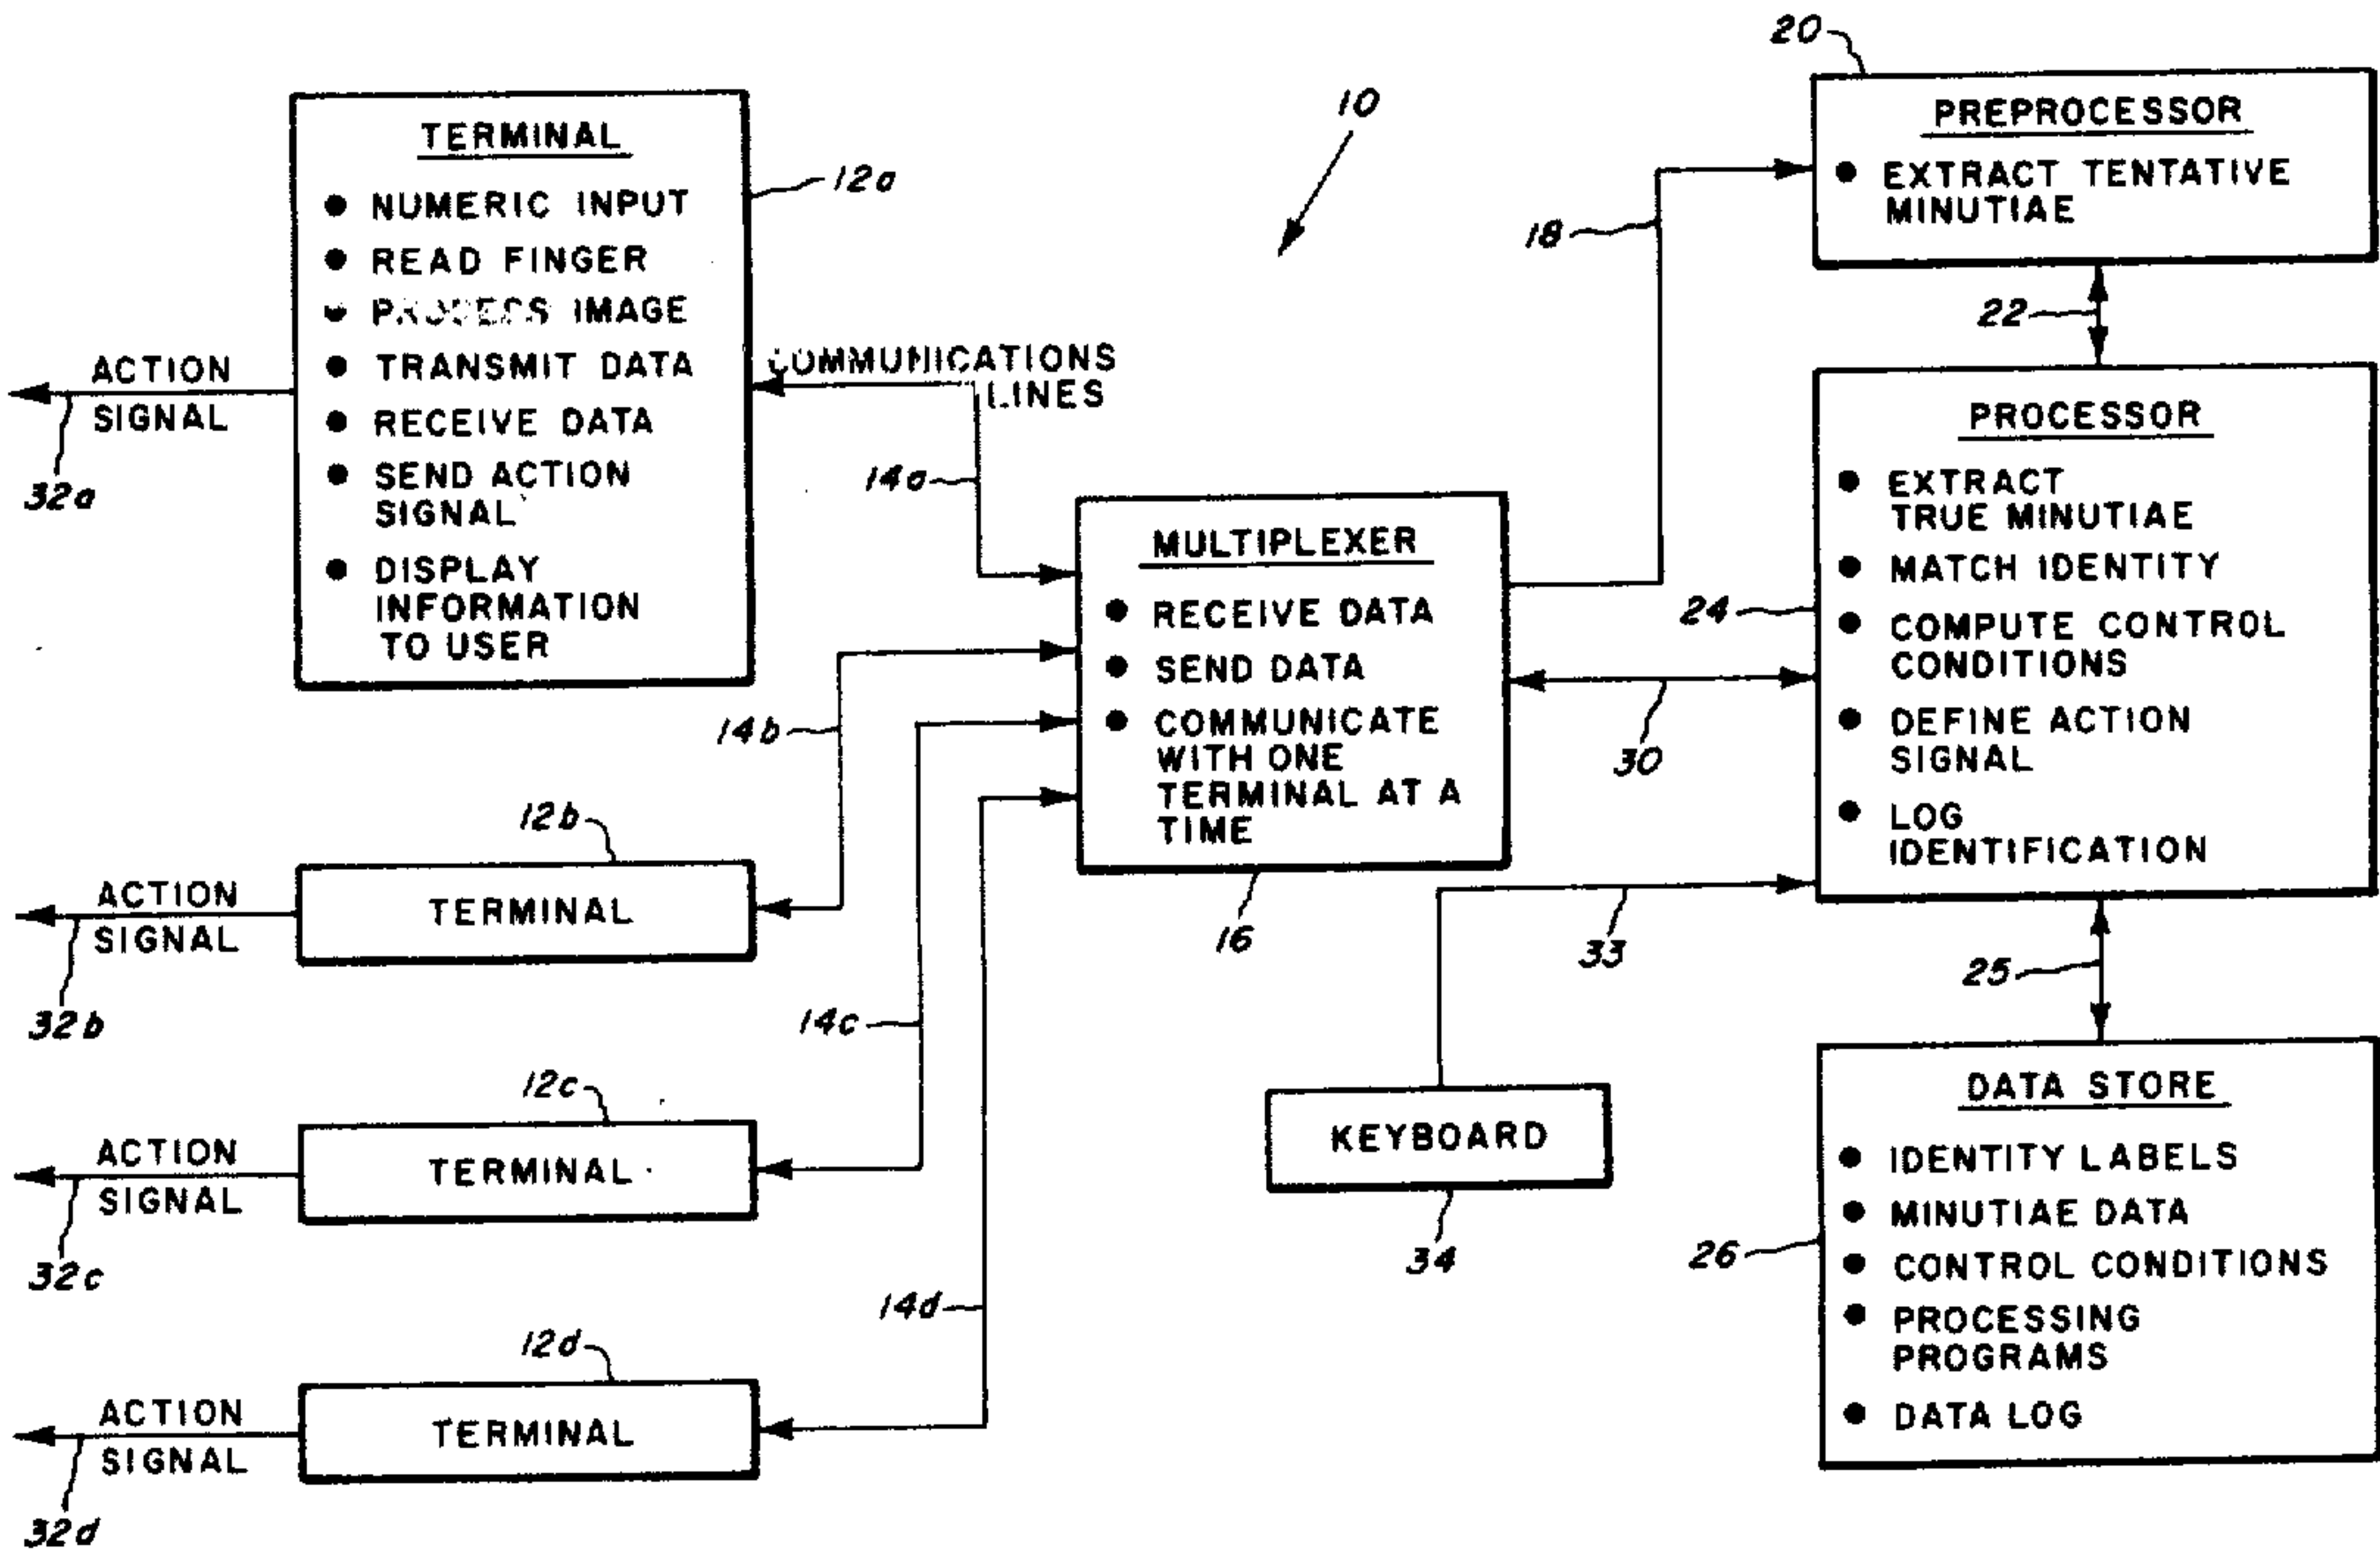 20
10
TERMINAL
● NUMERIC INPUT
● READ FINGER
● PROCESS IMAGE
● TRANSMIT DATA
● RECEIVE DATA
● SEND ACTION
SIGNAL
● DISPLAY
INFORMATION
TO USER
12a
ACTION
SIGNAL
32a
COMMUNICATIONS
LINES
14a
PREPROCESSOR
● EXTRACT TENTATIVE
MINUTIAE
18
22
MULTIPLEXER
● RECEIVE DATA
● SEND DATA
● COMMUNICATE
WITH ONE
TERMINAL AT A
TIME
16
PROCESSOR
● EXTRACT
TRUE MINUTIAE
● MATCH IDENTITY
● COMPUTE CONTROL
CONDITIONS
● DEFINE ACTION
SIGNAL
● LOG
IDENTIFICATION
24
30
33
25
14b
12b
TERMINAL
ACTION
SIGNAL
32b
14c
12c
TERMINAL
ACTION
SIGNAL
32c
14d
12d
TERMINAL
ACTION
SIGNAL
32d
KEYBOARD
34
DATA STORE
● IDENTITY LABELS
● MINUTIAE DATA
● CONTROL CONDITIONS
● PROCESSING
PROGRAMS
● DATA LOG
26